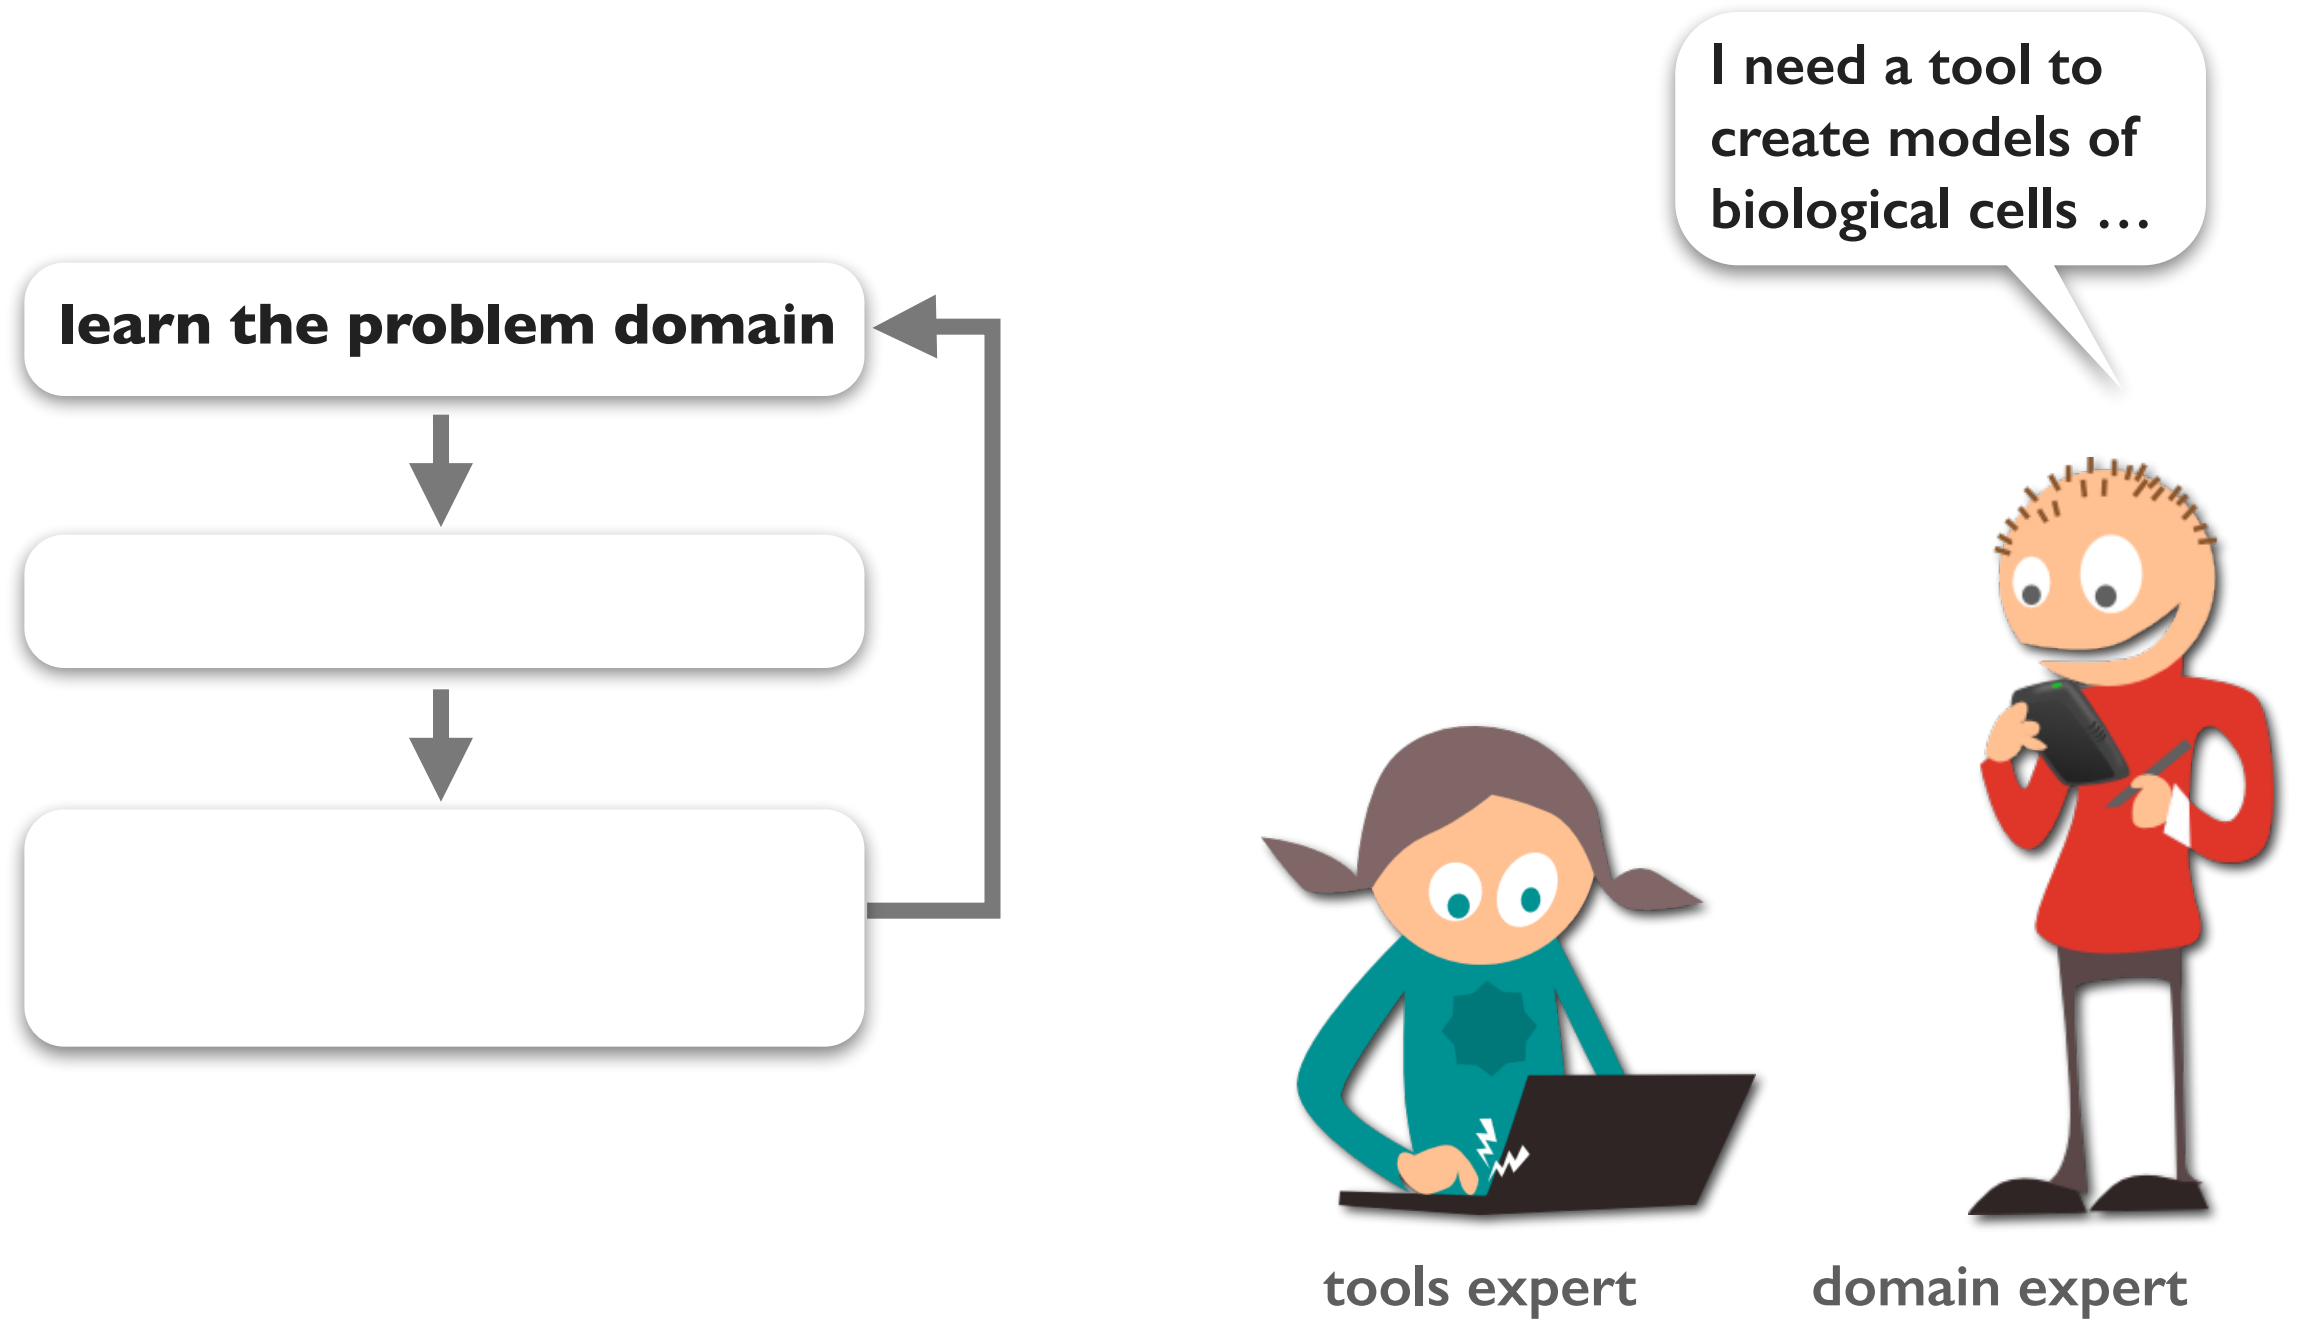 I need a tool to
create models of
biological cells …
learn the problem domain
tools expert
domain expert